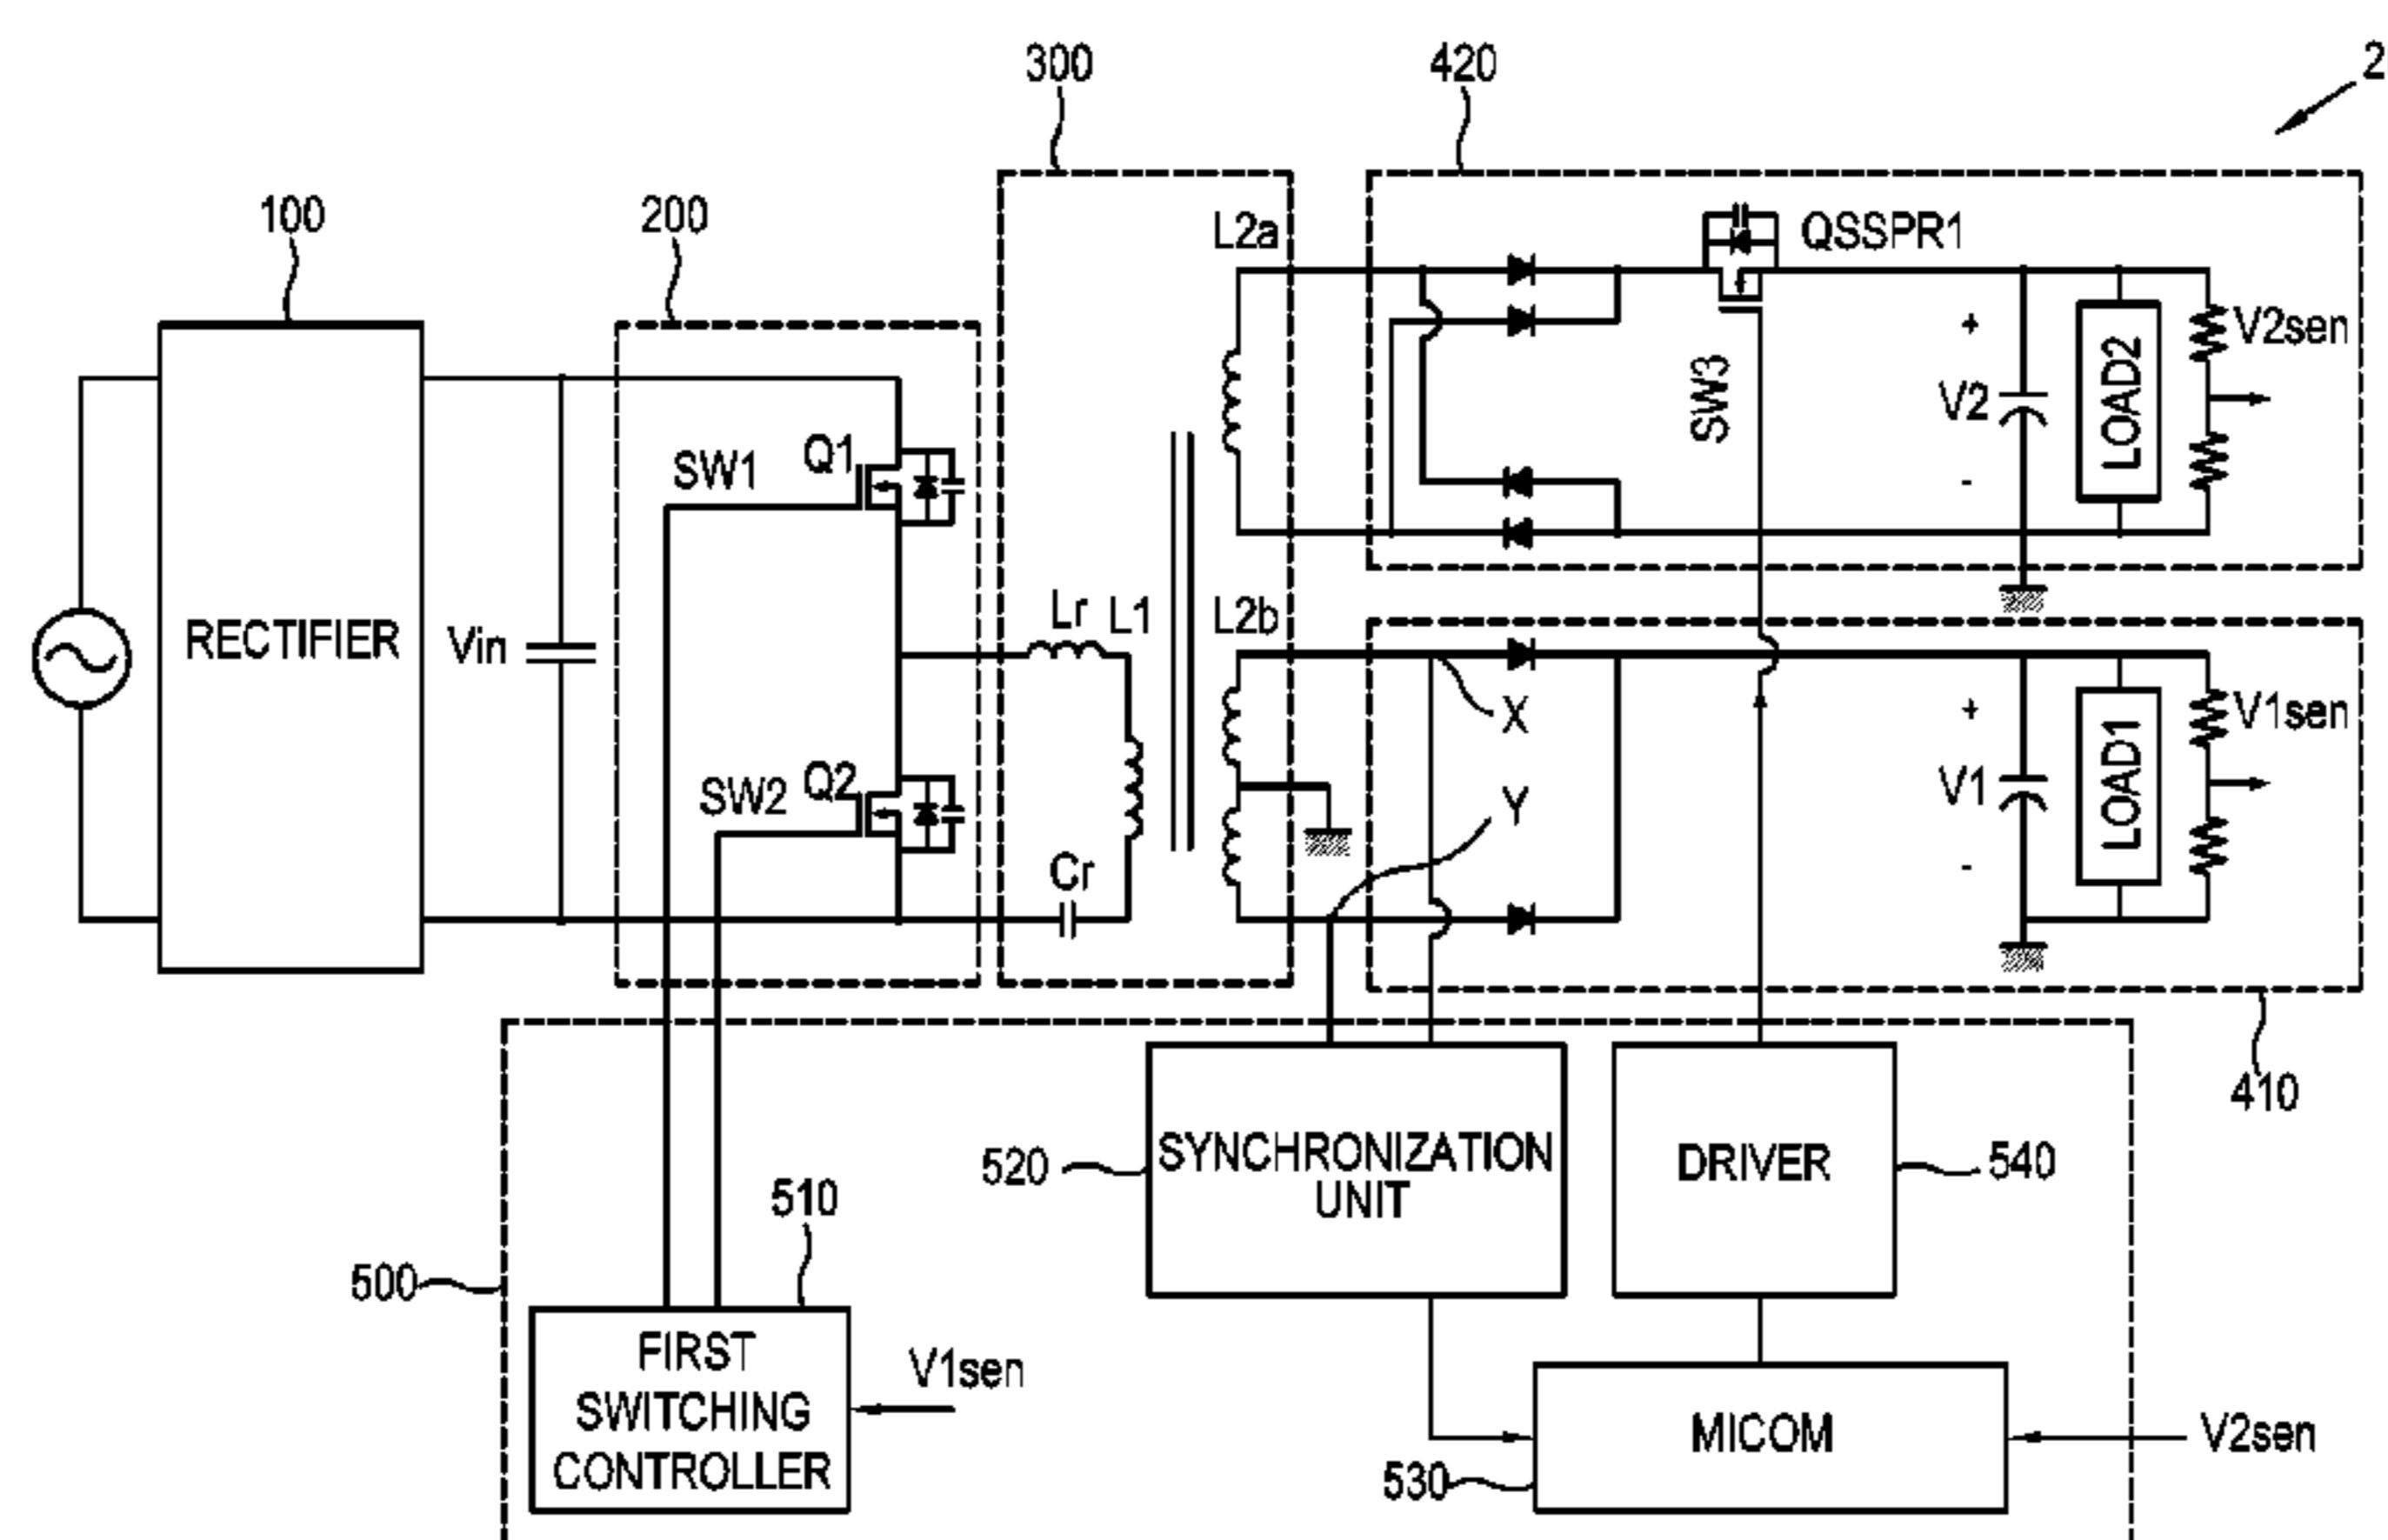 300
420
2
100
200
L2a
QSSPR1
Q1
SW1
SW3
+
V2
-
LOAD2
V2sen
RECTIFIER
Vin
Lr
L1
L2b
X
Y
Q2
SW2
Cr
+
V1
-
LOAD1
V1sen
410
520
SYNCHRONIZATION
UNIT
DRIVER
540
510
500
FIRST
SWITCHING
CONTROLLER
V1sen
MICOM
530
V2sen